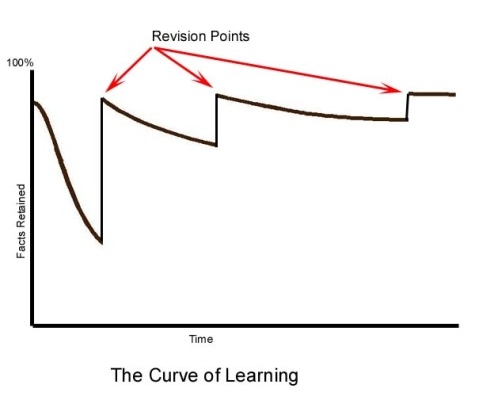 Revision Points
100%
Facts Retained
Time
The Curve of Learning